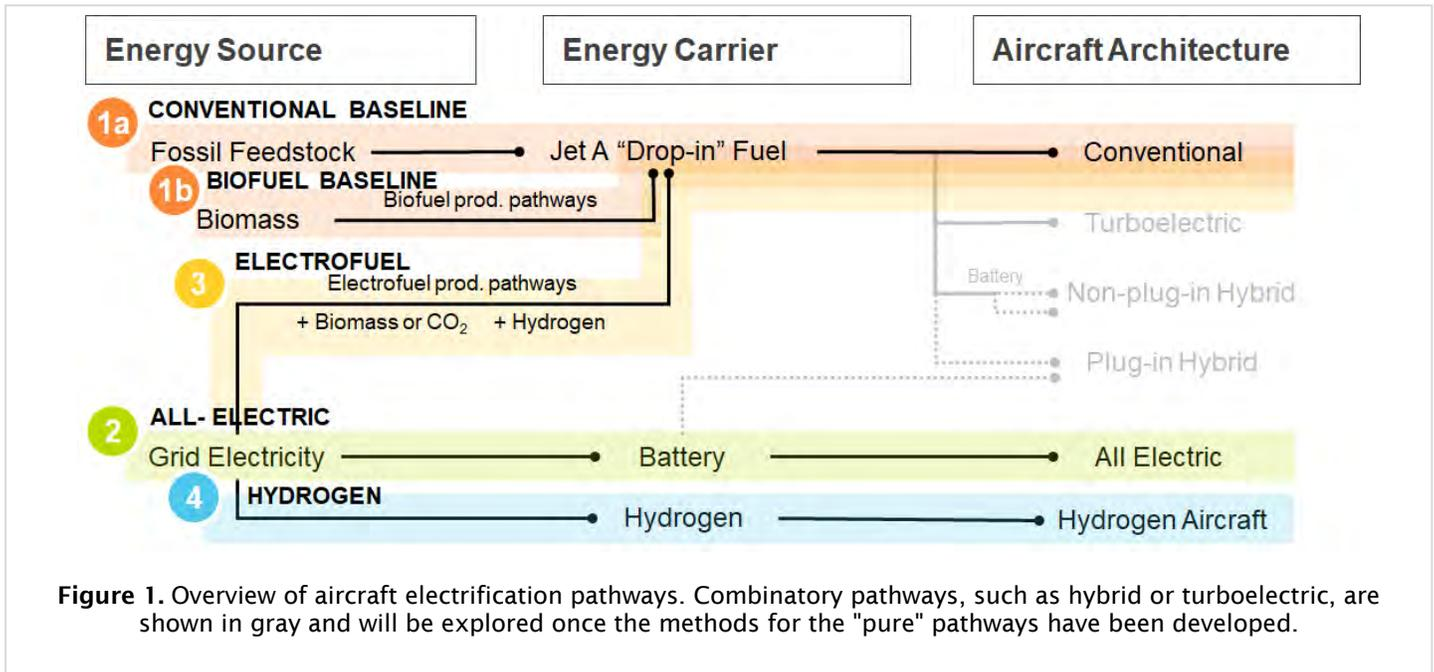 Energy Source
Energy Carrier
Aircraft Architecture
1a
CONVENTIONAL BASELINE
Fossil Feedstock
Jet A “Drop-in” Fuel
Conventional
1b
BIOFUEL BASELINE
Biofuel prod. pathways
Biomass
Turboelectric
3
ELECTROFUEL
Electrofuel prod. pathways
+ Biomass or CO₂ + Hydrogen
Battery
Non-plug-in Hybrid
Plug-in Hybrid
2
ALL- ELECTRIC
Grid Electricity
Battery
All Electric
4
HYDROGEN
Hydrogen
Hydrogen Aircraft
Figure 1. Overview of aircraft electrification pathways. Combinatory pathways, such as hybrid or turboelectric, are
shown in gray and will be explored once the methods for the "pure" pathways have been developed.